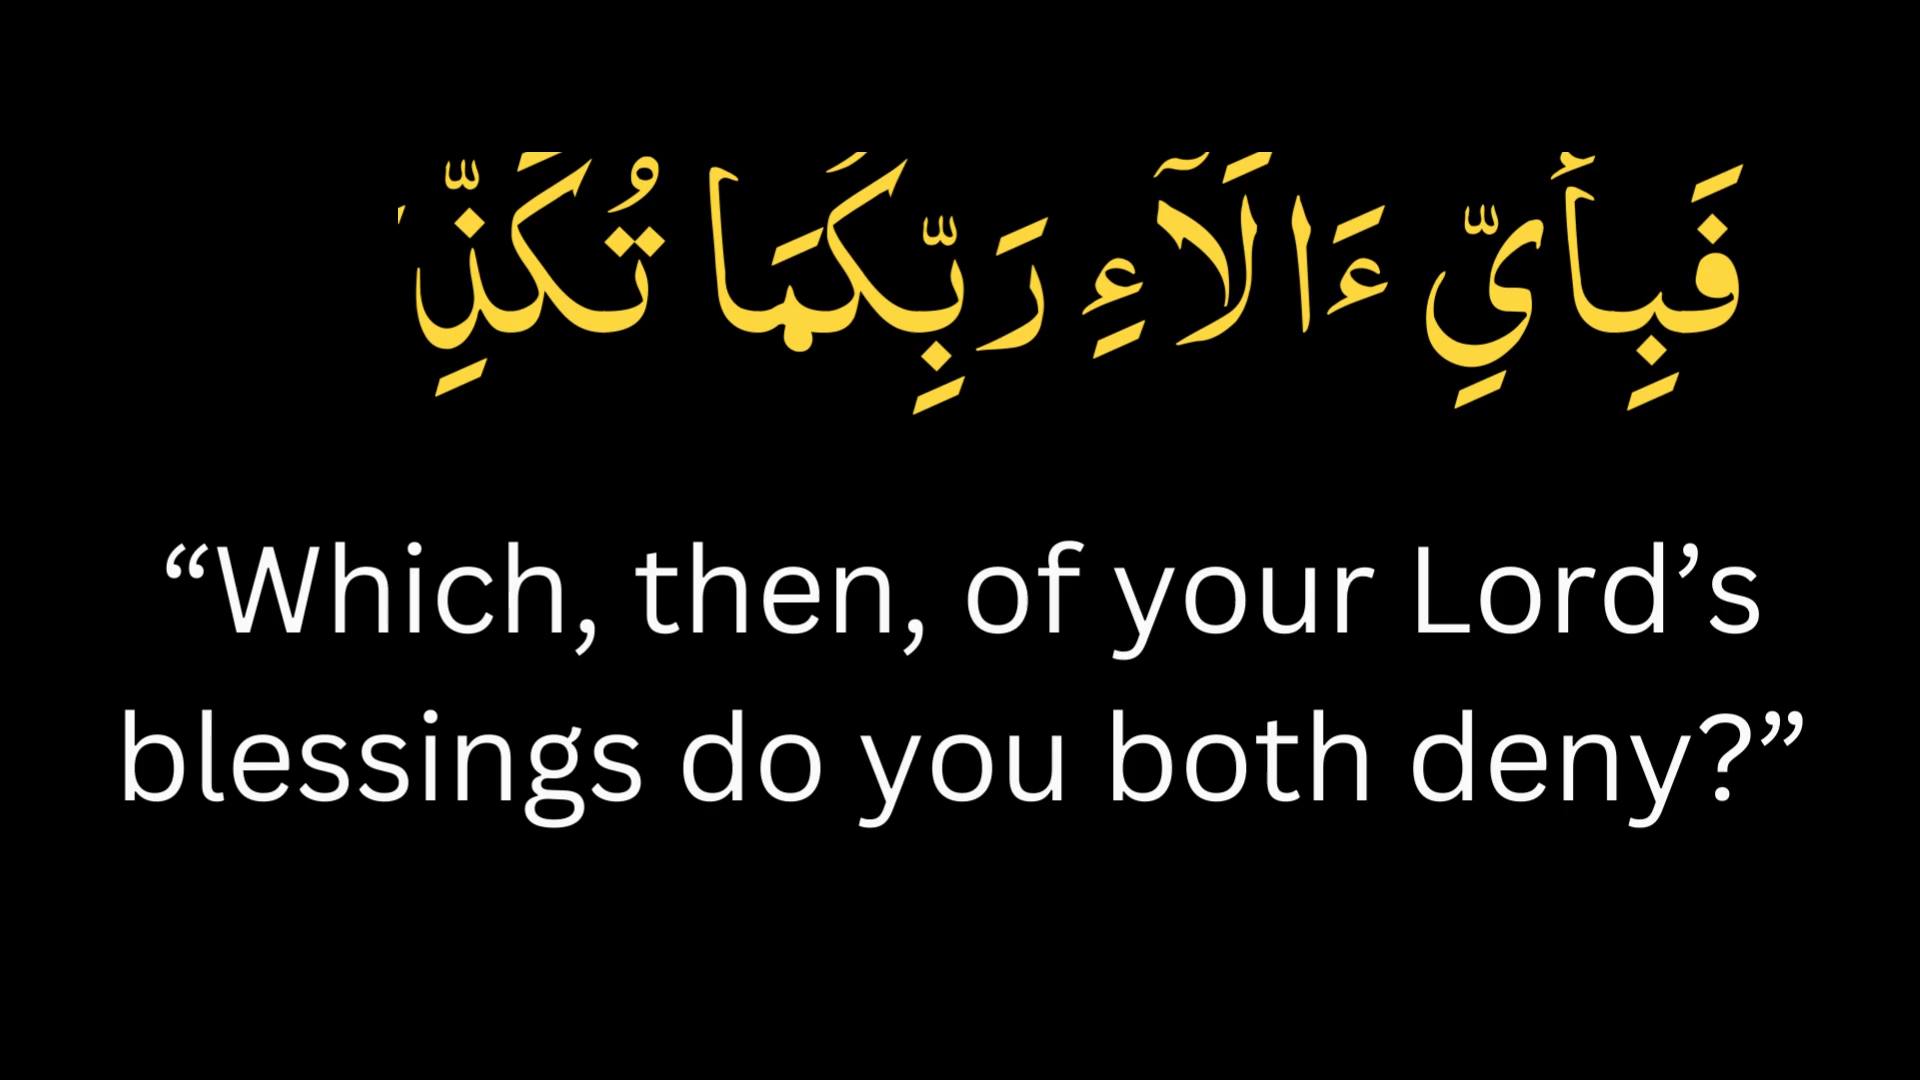 فَبِأَيِّ ءَالَآءِ رَبِّكُمَا تُكَذِّ
“Which, then, of your Lord’s
blessings do you both deny?”